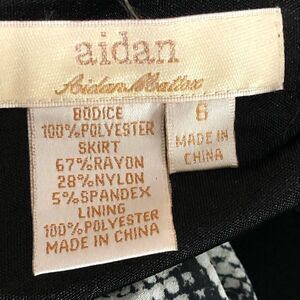 aidan
Aidan Mattox
BODICE
100%POLYESTER
SKIRT
67%RAYON
28%NYLON
5%SPANDEX
LINING
100%POLYESTER
MADE IN CHINA
6
MADE IN
CHINA